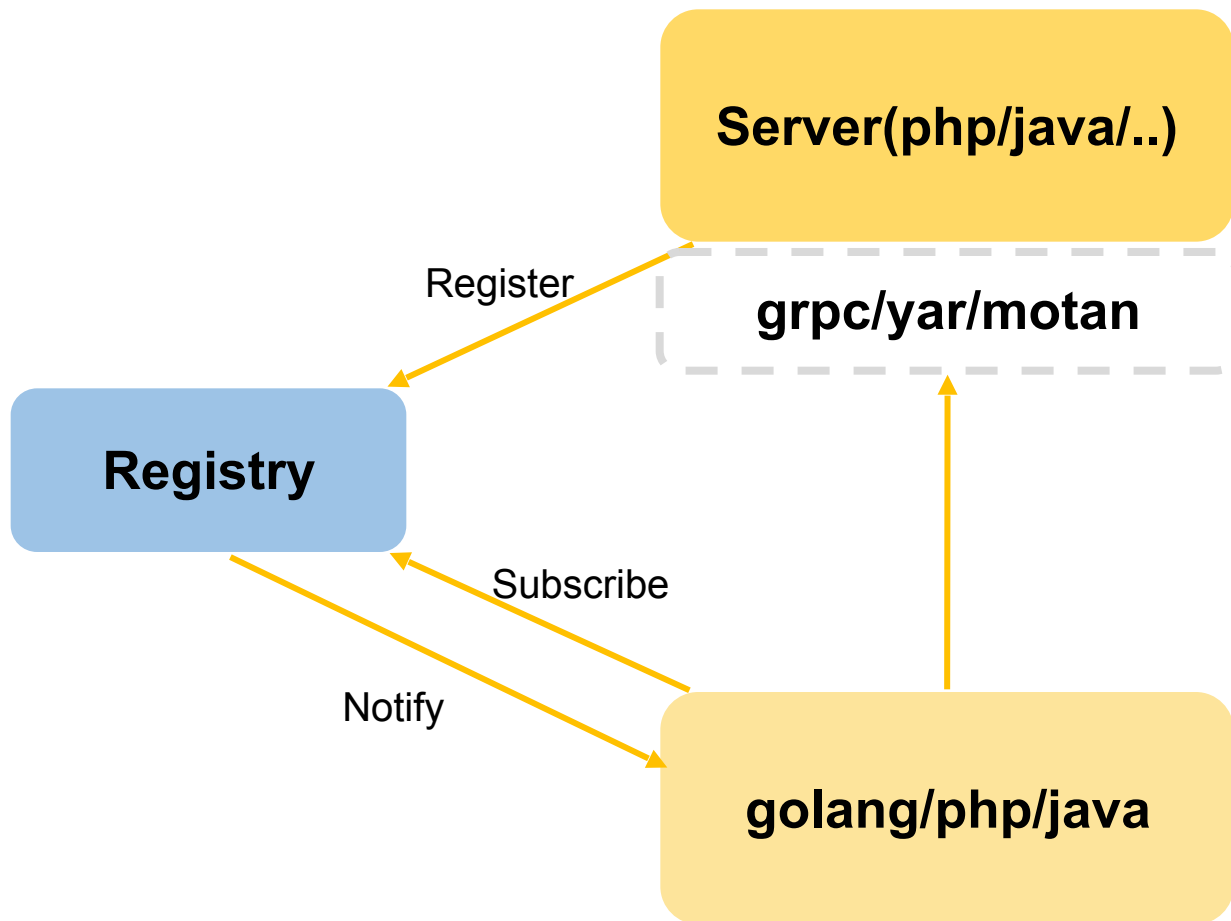 Server(php/java/..)
Register
grpc/yar/motan
Registry
Subscribe
Notify
golang/php/java